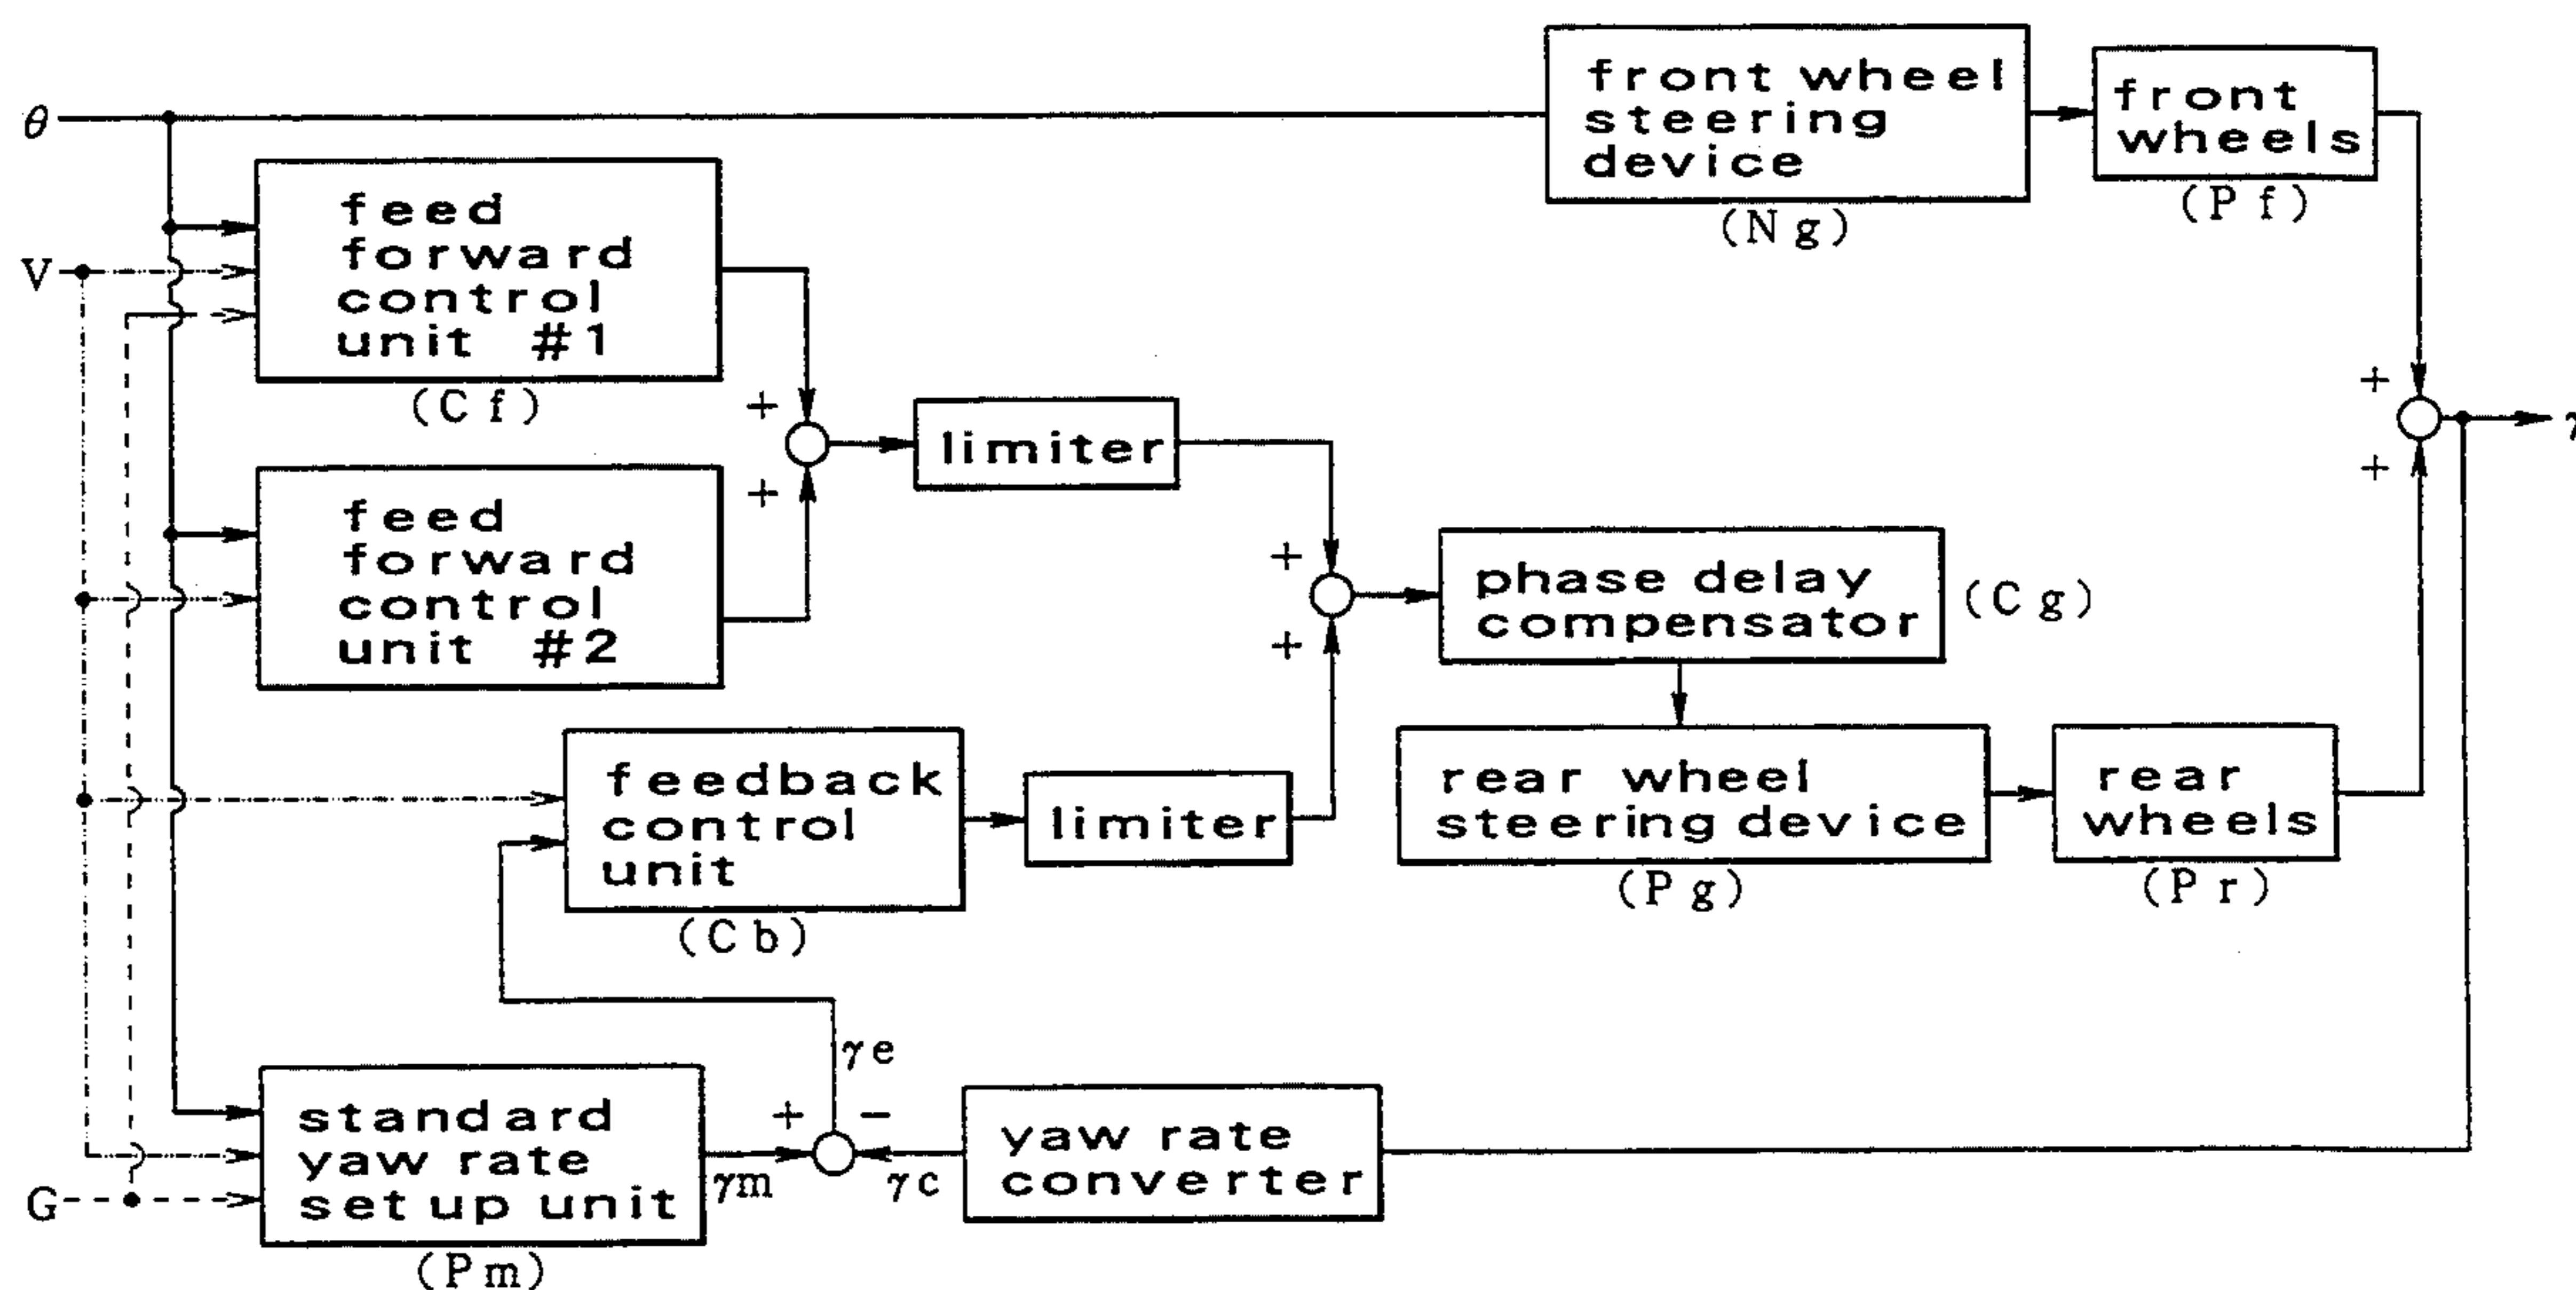 θ
front wheel
steering
device
(Ng)
front
wheels
(Pf)
feed
forward
control
unit #1
(Cf)
V
+
+
limiter
+
+
γ
feed
forward
control
unit #2
+
+
phase delay
compensator
(Cg)
feedback
control
unit
(Cb)
limiter
rear wheel
steering device
(Pg)
rear
wheels
(Pr)
γe
standard
yaw rate
set up unit
(Pm)
G
+
−
γm
γc
yaw rate
converter